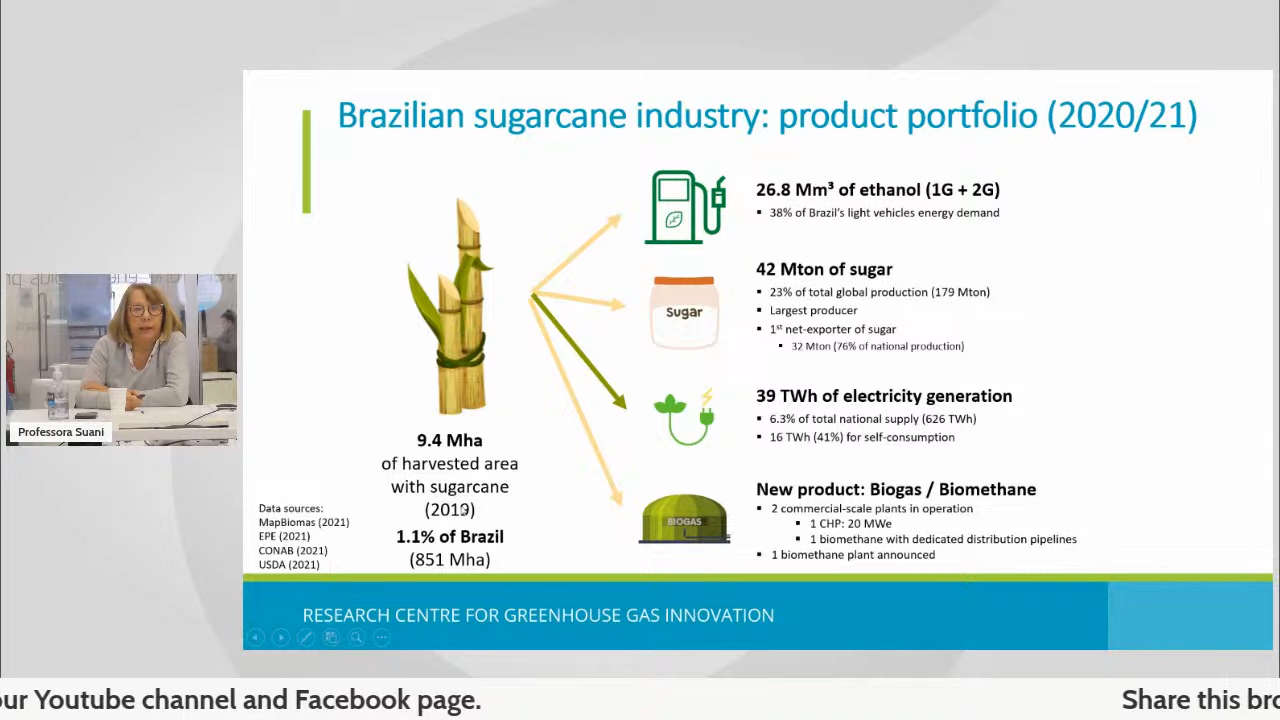 Brazilian sugarcane industry: product portfolio (2020/21)
26.8 Mm³ of ethanol (1G + 2G)
▪ 38% of Brazil's light vehicles energy demand
42 Mton of sugar
▪ 23% of total global production (179 Mton)
▪ Largest producer
▪ 1st net-exporter of sugar
▪ 32 Mton (76% of national production)
Sugar
39 TWh of electricity generation
▪ 6.3% of total national supply (626 TWh)
▪ 16 TWh (41%) for self-consumption
New product: Biogas / Biomethane
▪ 2 commercial-scale plants in operation
▪ 1 CHP: 20 MWe
▪ 1 biomethane with dedicated distribution pipelines
▪ 1 biomethane plant announced
BIOGAS
9.4 Mha
of harvested area
with sugarcane
(2019)
1.1% of Brazil
(851 Mha)
Data sources:
MapBiomas (2021)
EPE (2021)
CONAB (2021)
USDA (2021)
Professora Suani
RESEARCH CENTRE FOR GREENHOUSE GAS INNOVATION
our Youtube channel and Facebook page.
Share this bro